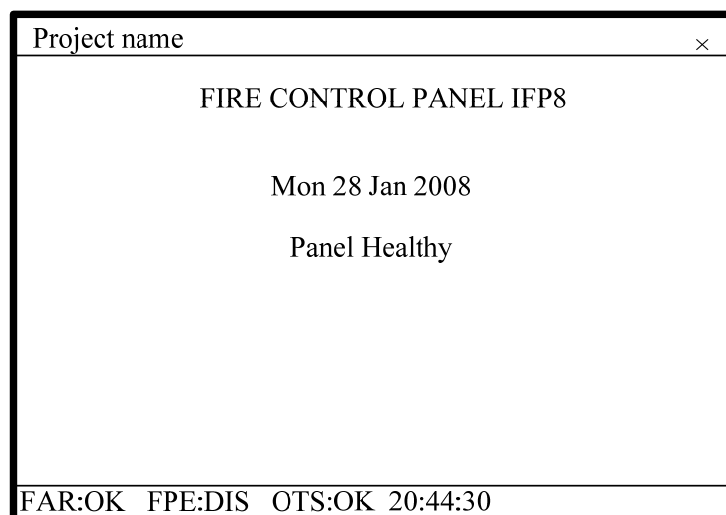 Project name ×
FIRE CONTROL PANEL IFP8
Mon 28 Jan 2008
Panel Healthy
FAR:OK FPE:DIS OTS:OK 20:44:30